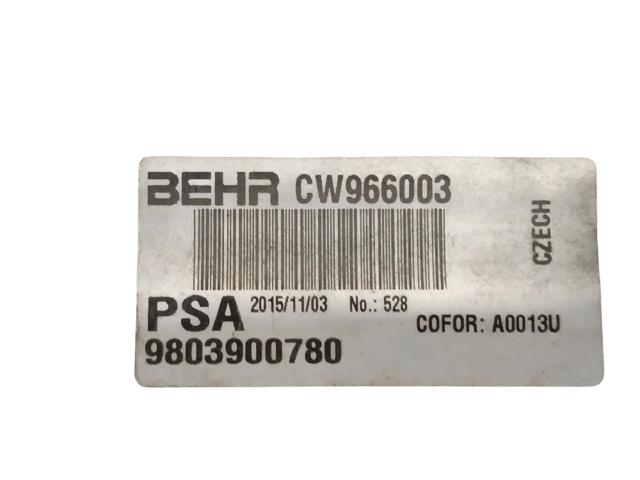 BEHR CW966003
CZECH
PSA 2015/11/03 No.: 528
COFOR: A0013U
9803900780